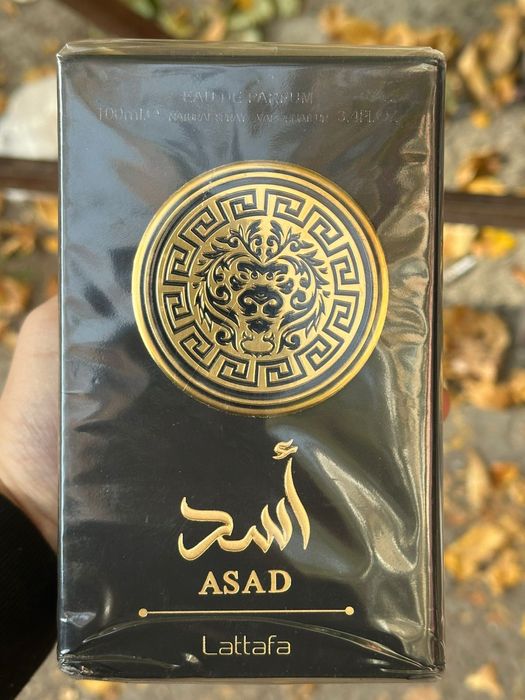 EAU DE PARFUM
100mL ℮ NATURAL SPRAY VAPORISATEUR 3.4FL.OZ.
أسد
ASAD
Lattafa